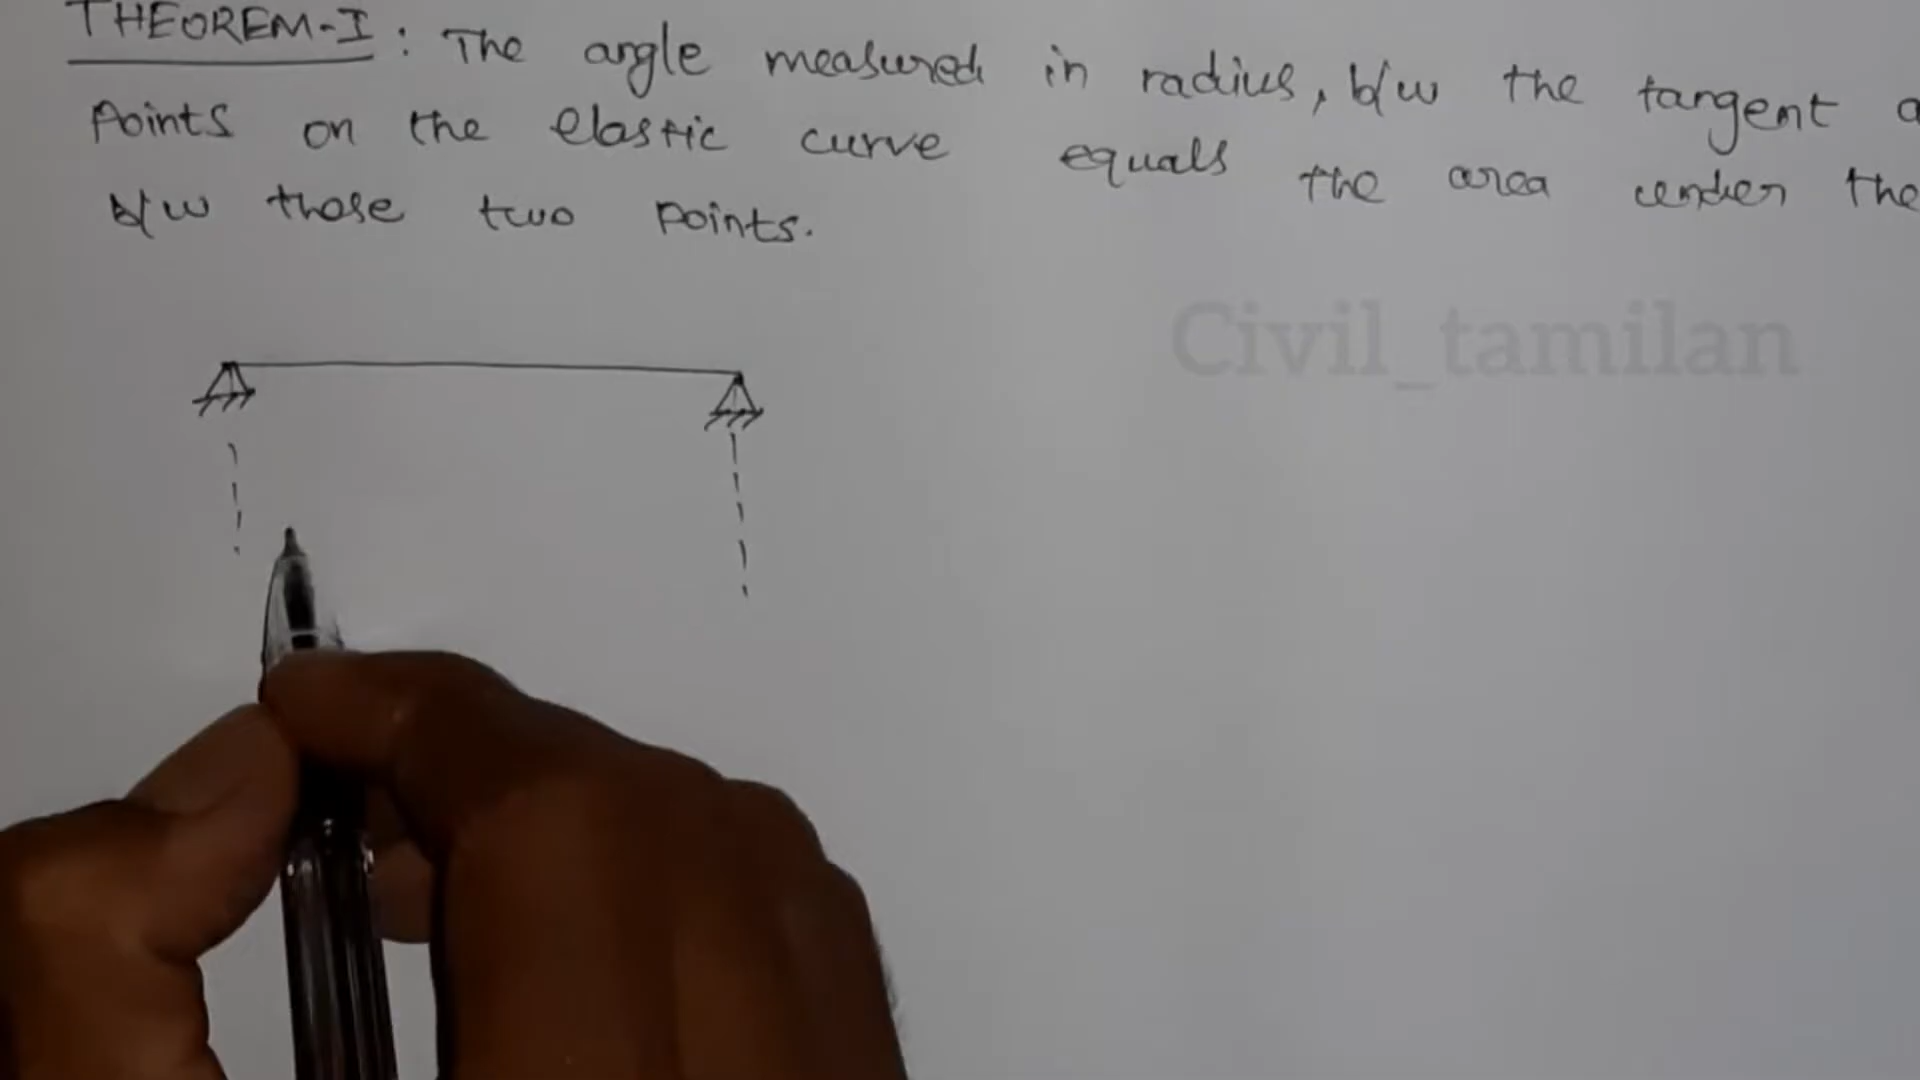 THEOREM-I : The angle measured in radius, b/w the tangent a
Points on the elastic curve equals the area under the
b/w those two Points.
Civil_tamilan